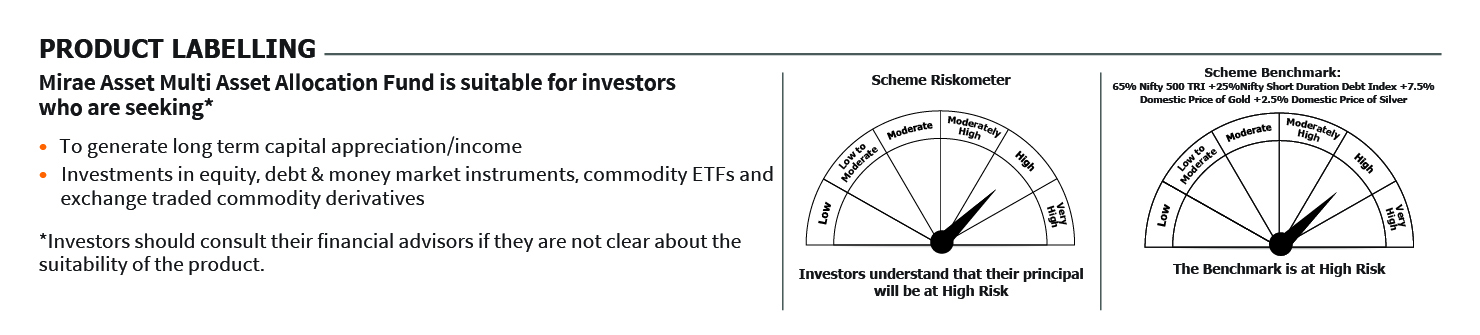 PRODUCT LABELLING
Mirae Asset Multi Asset Allocation Fund is suitable for investors
who are seeking*
• To generate long term capital appreciation/income
• Investments in equity, debt & money market instruments, commodity ETFs and
exchange traded commodity derivatives
*Investors should consult their financial advisors if they are not clear about the
suitability of the product.
Scheme Riskometer
Low
Low to
Moderate
Moderate
Moderately
High
High
Very
High
Investors understand that their principal
will be at High Risk
Scheme Benchmark:
65% Nifty 500 TRI +25%Nifty Short Duration Debt Index +7.5%
Domestic Price of Gold +2.5% Domestic Price of Silver
Low
Low to
Moderate
Moderate
Moderately
High
High
Very
High
The Benchmark is at High Risk